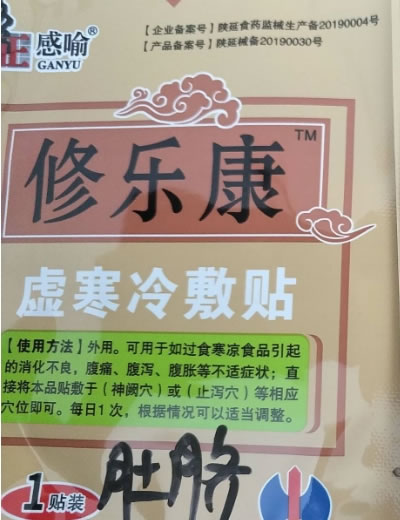 【企业备案号】陕延食药监械生产备20190004号
【产品备案号】陕延械备20190030号
感喻®
GANYU
修乐康™
虚寒冷敷贴
【使用方法】外用。可用于如过食寒凉食品引起
的消化不良，腹痛、腹泻、腹胀等不适症状；直
接将本品贴敷于（神阙穴）或（止泻穴）等相应
穴位即可。每日1次，根据情况可以适当调整。
肚脐
1贴装